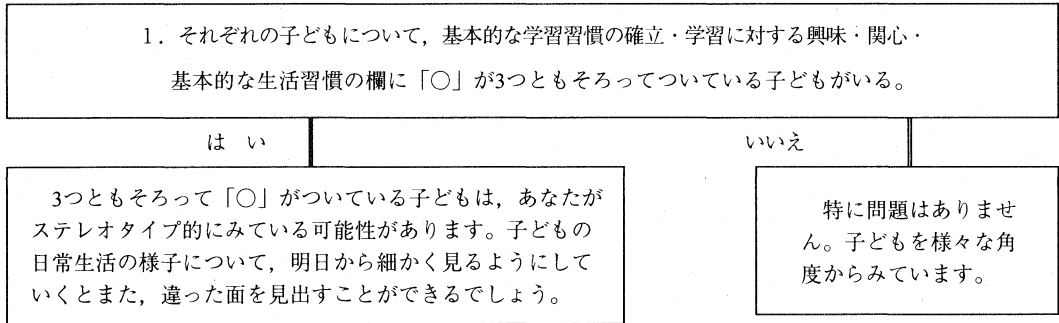 1．それぞれの子どもについて，基本的な学習習慣の確立・学習に対する興味・関心・
基本的な生活習慣の欄に「○」が3つともそろってついている子どもがいる。
は　い
いいえ
3つともそろって「○」がついている子どもは，あなたが
ステレオタイプ的にみている可能性があります。子どもの
日常生活の様子について，明日から細かく見るようにして
いくとまた，違った面を見出すことができるでしょう。
特に問題はありませ
ん。子どもを様々な角
度からみています。